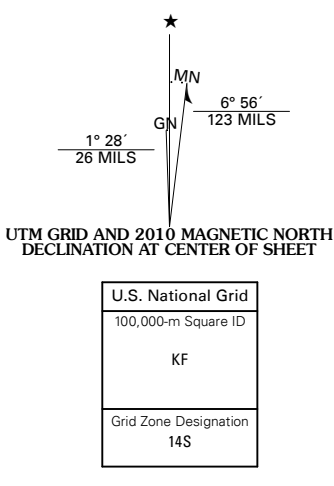 MN
GN
6° 56´
123 MILS
1° 28´
26 MILS
UTM GRID AND 2010 MAGNETIC NORTH
DECLINATION AT CENTER OF SHEET
U.S. National Grid
100,000-m Square ID
KF
Grid Zone Designation
14S